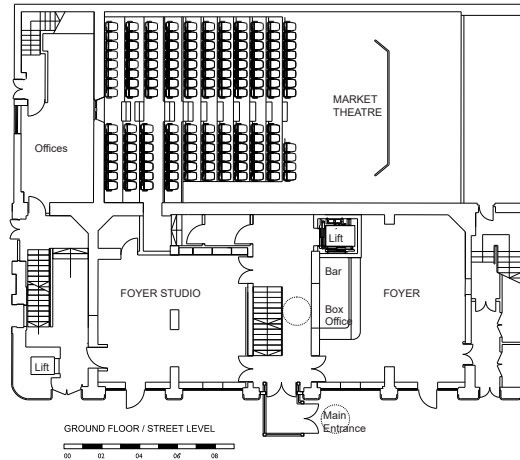 MARKET
THEATRE
Offices
Lift
Bar
FOYER STUDIO
FOYER
Box
Office
Lift
Main
Entrance
GROUND FLOOR / STREET LEVEL
00 02 04 06 08